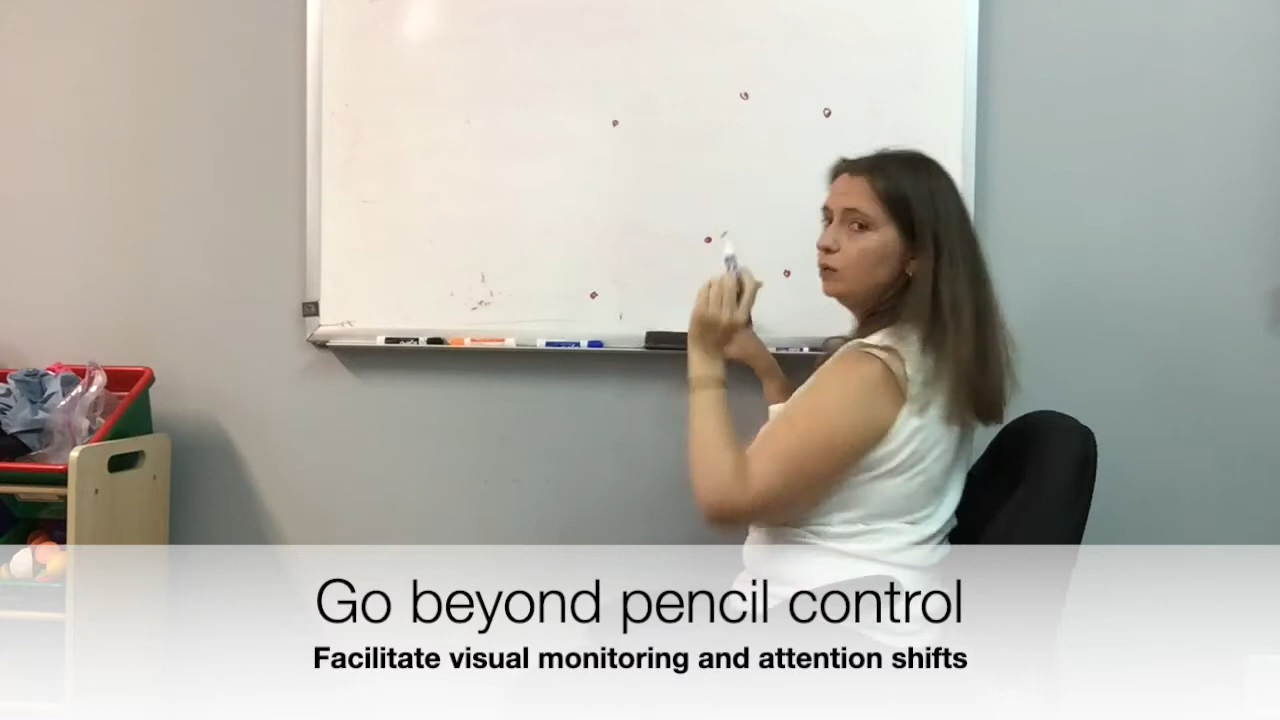 Go beyond pencil control
Facilitate visual monitoring and attention shifts